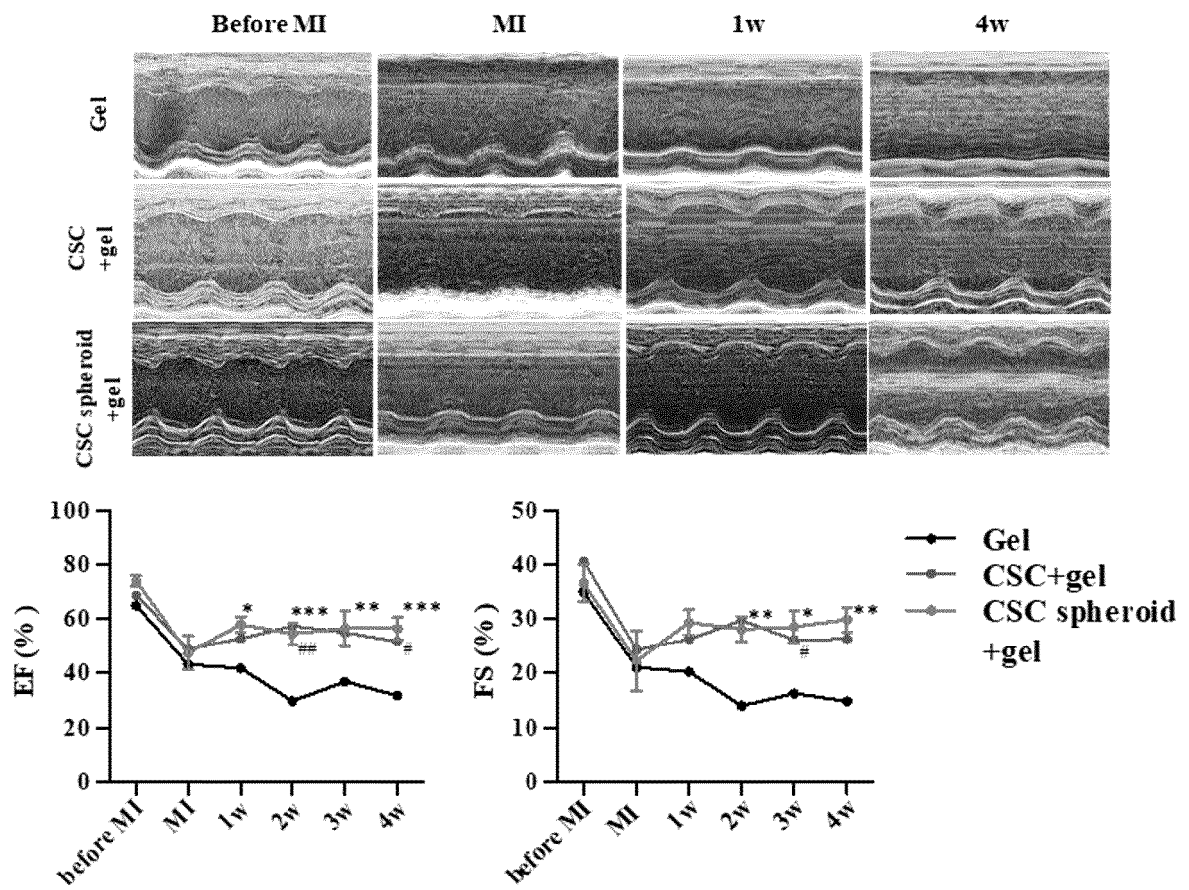 Before MI MI 1w 4w
Gel
CSC
+gel
CSC spheroid
+gel
100
80
60
40
20
0
EF (%)
* *** ** ***
## #
before MI MI 1w 2w 3w 4w
50
40
30
20
10
0
FS (%)
** * **
#
before MI MI 1w 2w 3w 4w
Gel
CSC+gel
CSC spheroid
+gel